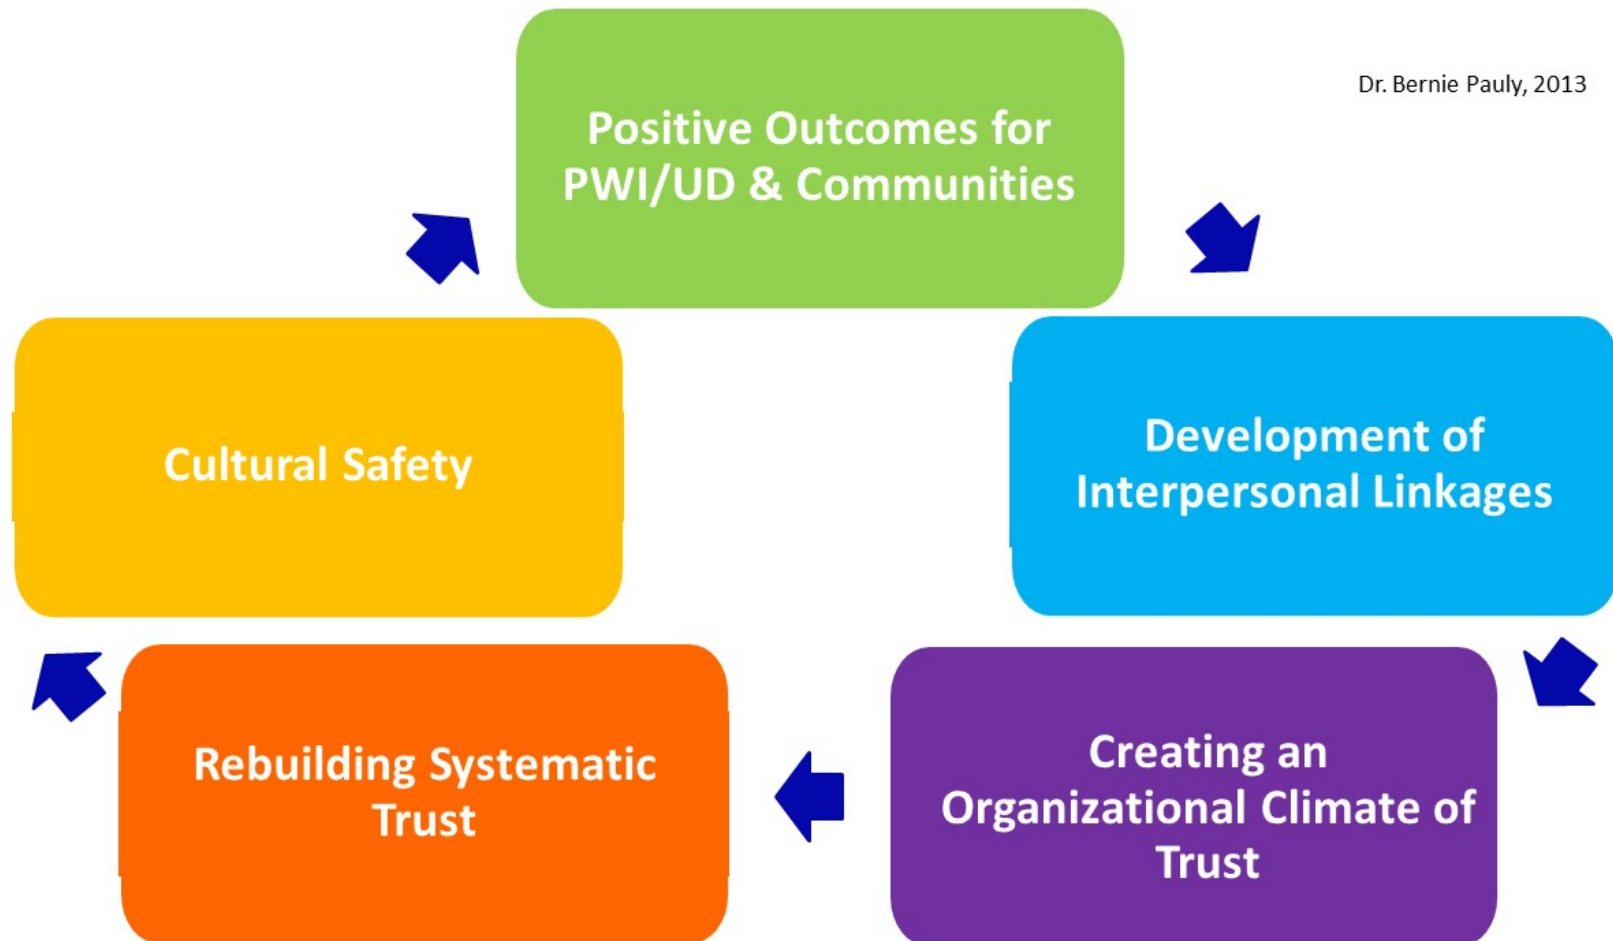 Positive Outcomes for
PWI/UD & Communities
Dr. Bernie Pauly, 2013
Development of
Interpersonal Linkages
Creating an
Organizational Climate of
Trust
Rebuilding Systematic
Trust
Cultural Safety